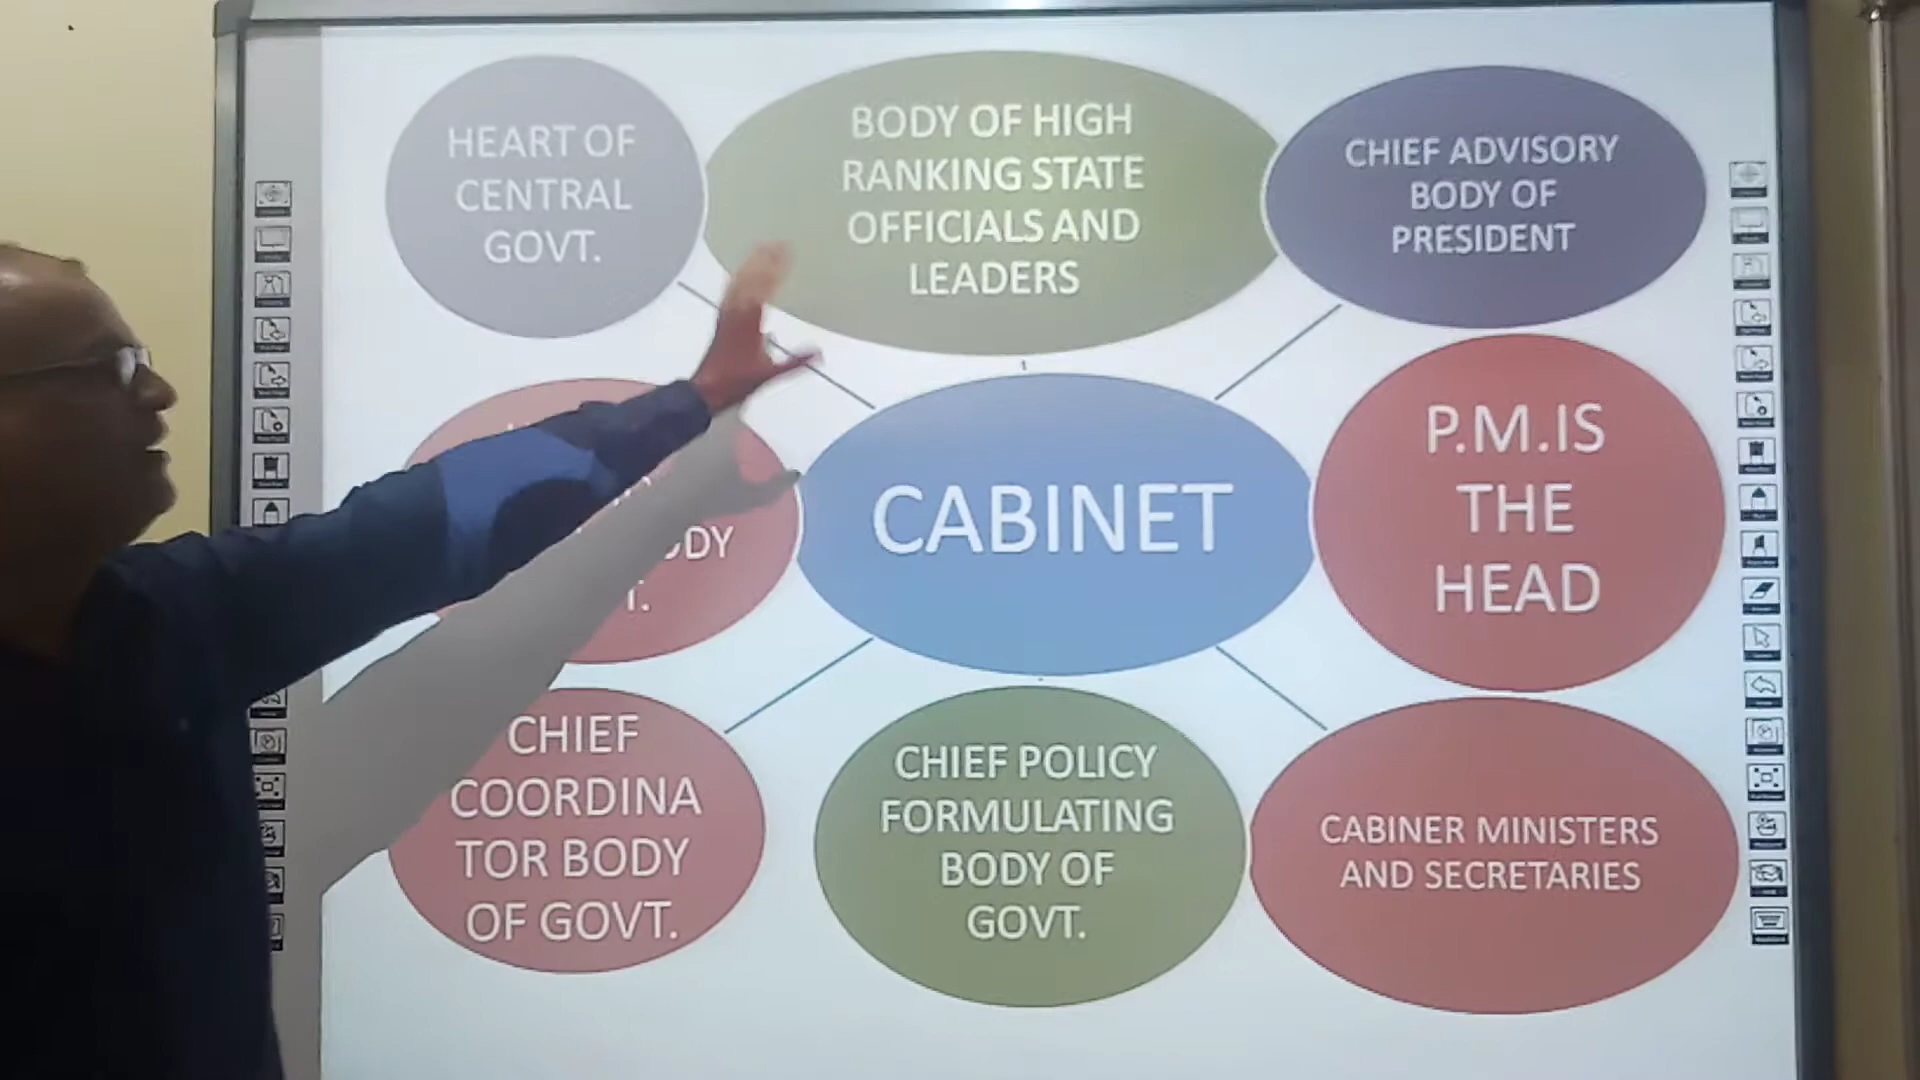 HEART OF
CENTRAL
GOVT.
BODY OF HIGH
RANKING STATE
OFFICIALS AND
LEADERS
CHIEF ADVISORY
BODY OF
PRESIDENT
CABINET
P.M.IS
THE
HEAD
CHIEF
COORDINA
TOR BODY
OF GOVT.
CHIEF POLICY
FORMULATING
BODY OF
GOVT.
CABINER MINISTERS
AND SECRETARIES